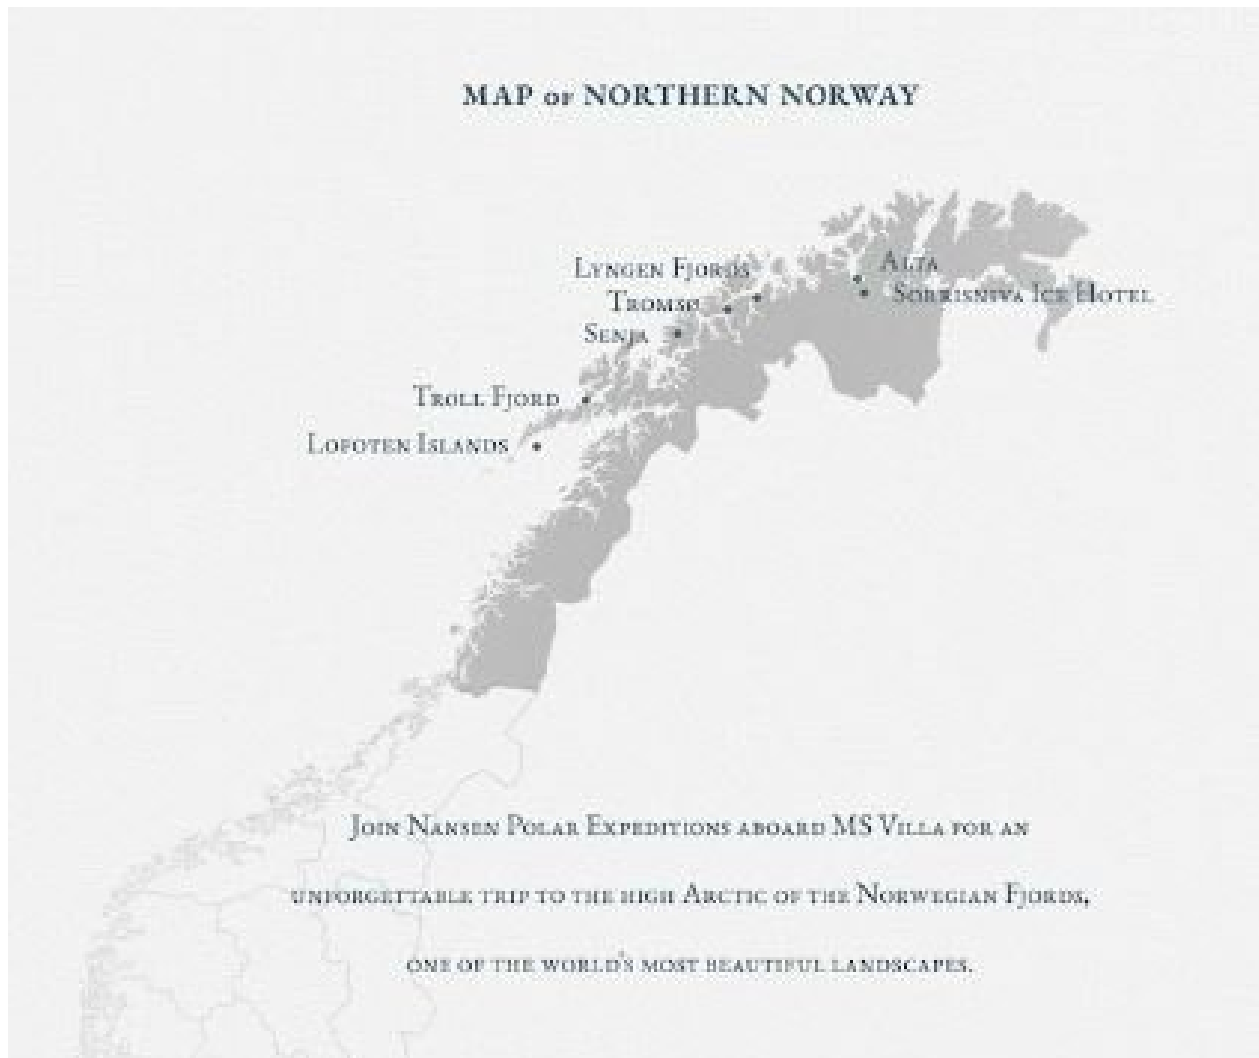 MAP OF NORTHERN NORWAY
LYNGEN FJORDS
ALTA
TROMSØ
SORRISNIVA ICE HOTEL
SENJA
TROLL FJORD
LOFOTEN ISLANDS
JOIN NANSEN POLAR EXPEDITIONS ABOARD MS VILLA FOR AN
UNFORGETTABLE TRIP TO THE HIGH ARCTIC OF THE NORWEGIAN FJORDS,
ONE OF THE WORLD'S MOST BEAUTIFUL LANDSCAPES.